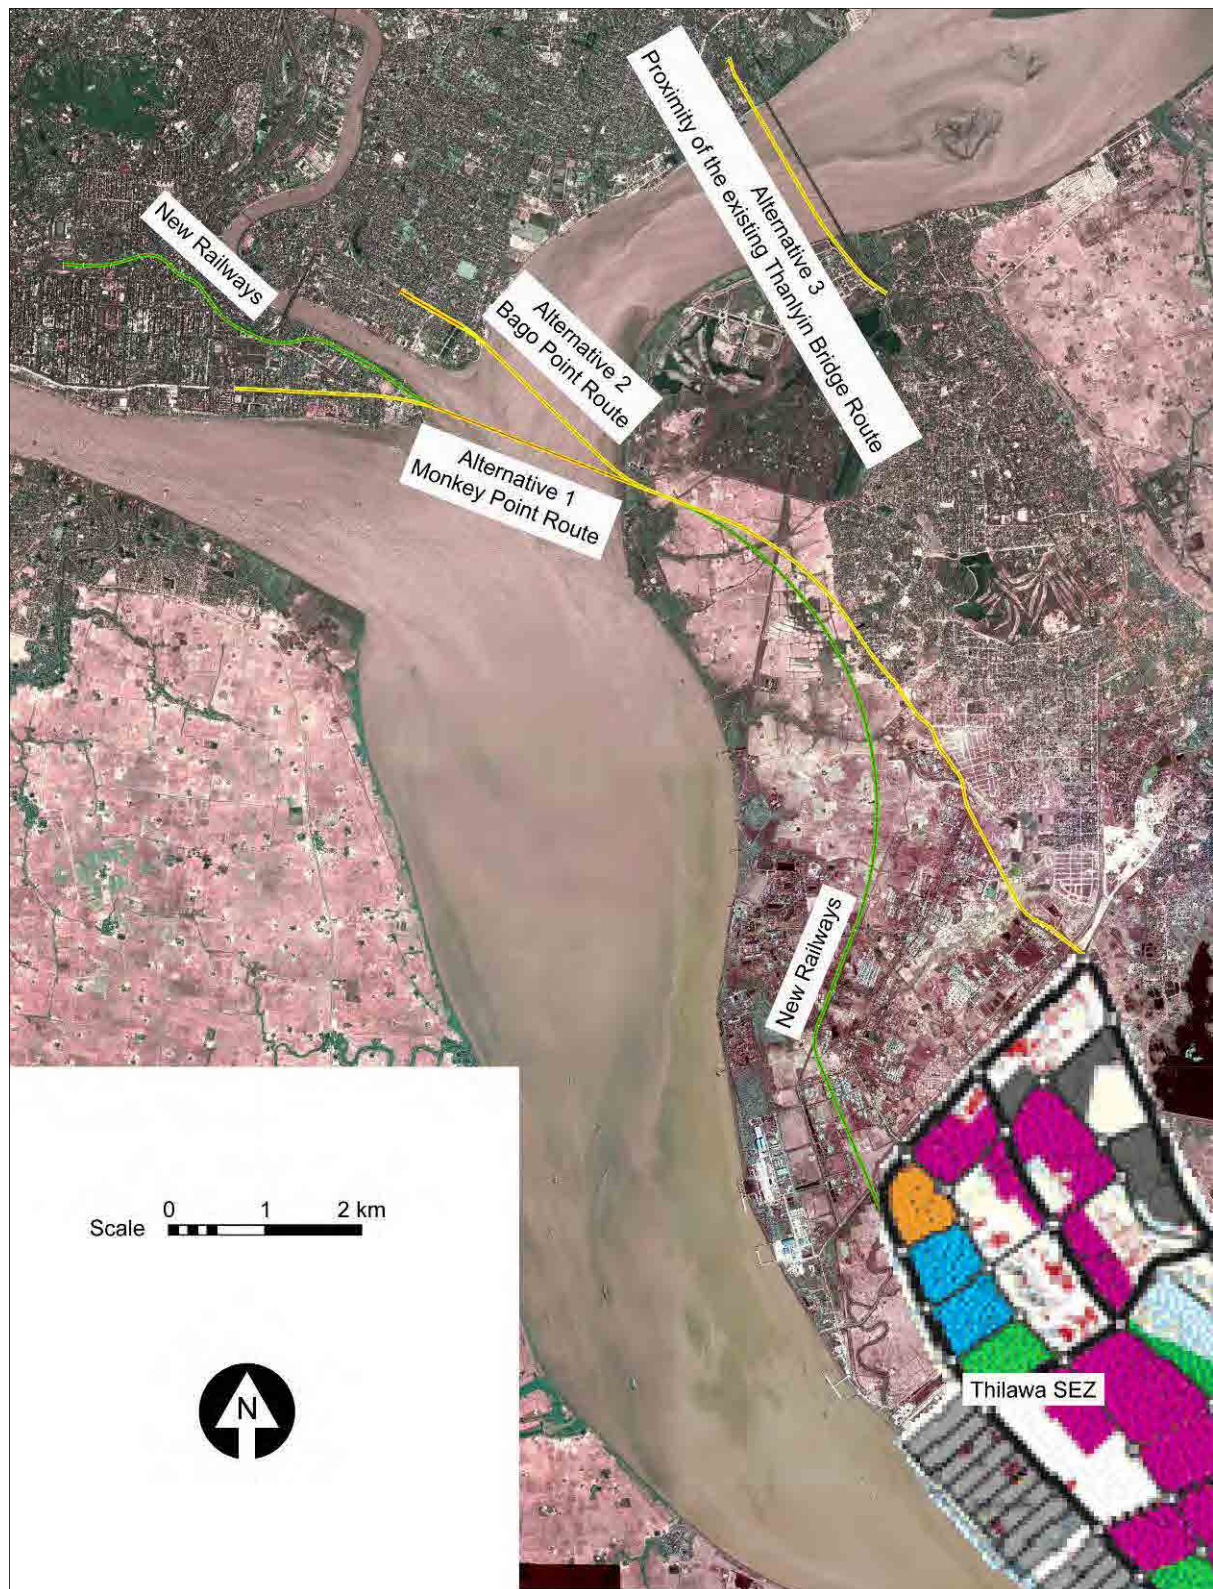 Proximity of the existing Thanlyin Bridge Route
Alternative 3
New Railways
Alternative 2
Bago Point Route
Alternative 1
Monkey Point Route
New Railways
0 1 2 km
Scale
N
Thilawa SEZ